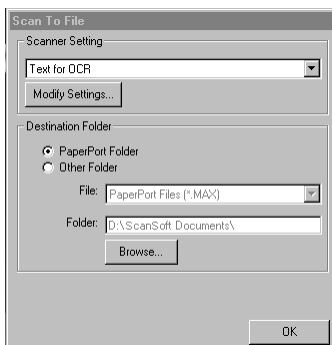 Scan To File
Scanner Setting
Text for OCR
Modify Settings...
Destination Folder
PaperPort Folder
Other Folder
File: PaperPort Files (*.MAX)
Folder: D:\ScanSoft Documents\
Browse...
OK